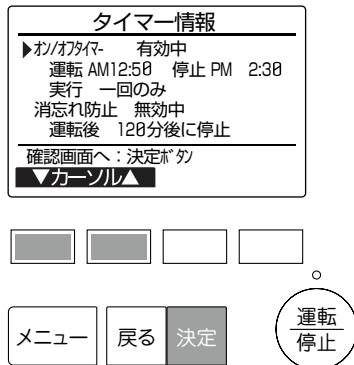 タイマー情報
▶オン/オフタイマー 有効中
運転 AM12:50 停止 PM 2:30
実行 一回のみ
消忘れ防止 無効中
運転後 120分後に停止
確認画面へ：決定ボタン
▼カーソル▲
メニュー 戻る 決定 運転
停止